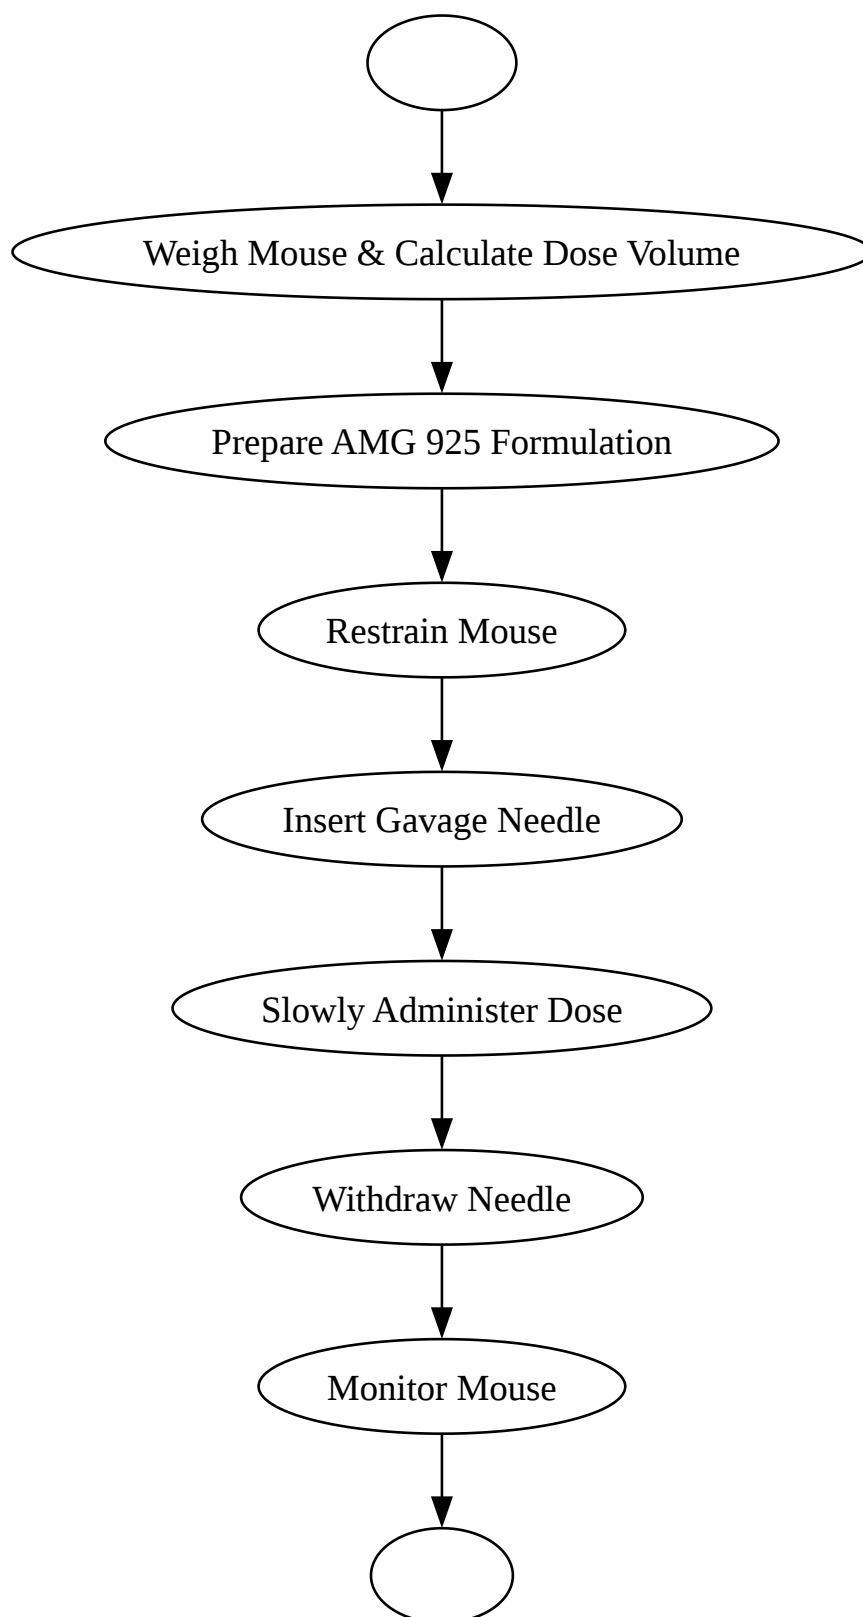 Weigh Mouse & Calculate Dose Volume
Prepare AMG 925 Formulation
Restrain Mouse
Insert Gavage Needle
Slowly Administer Dose
Withdraw Needle
Monitor Mouse